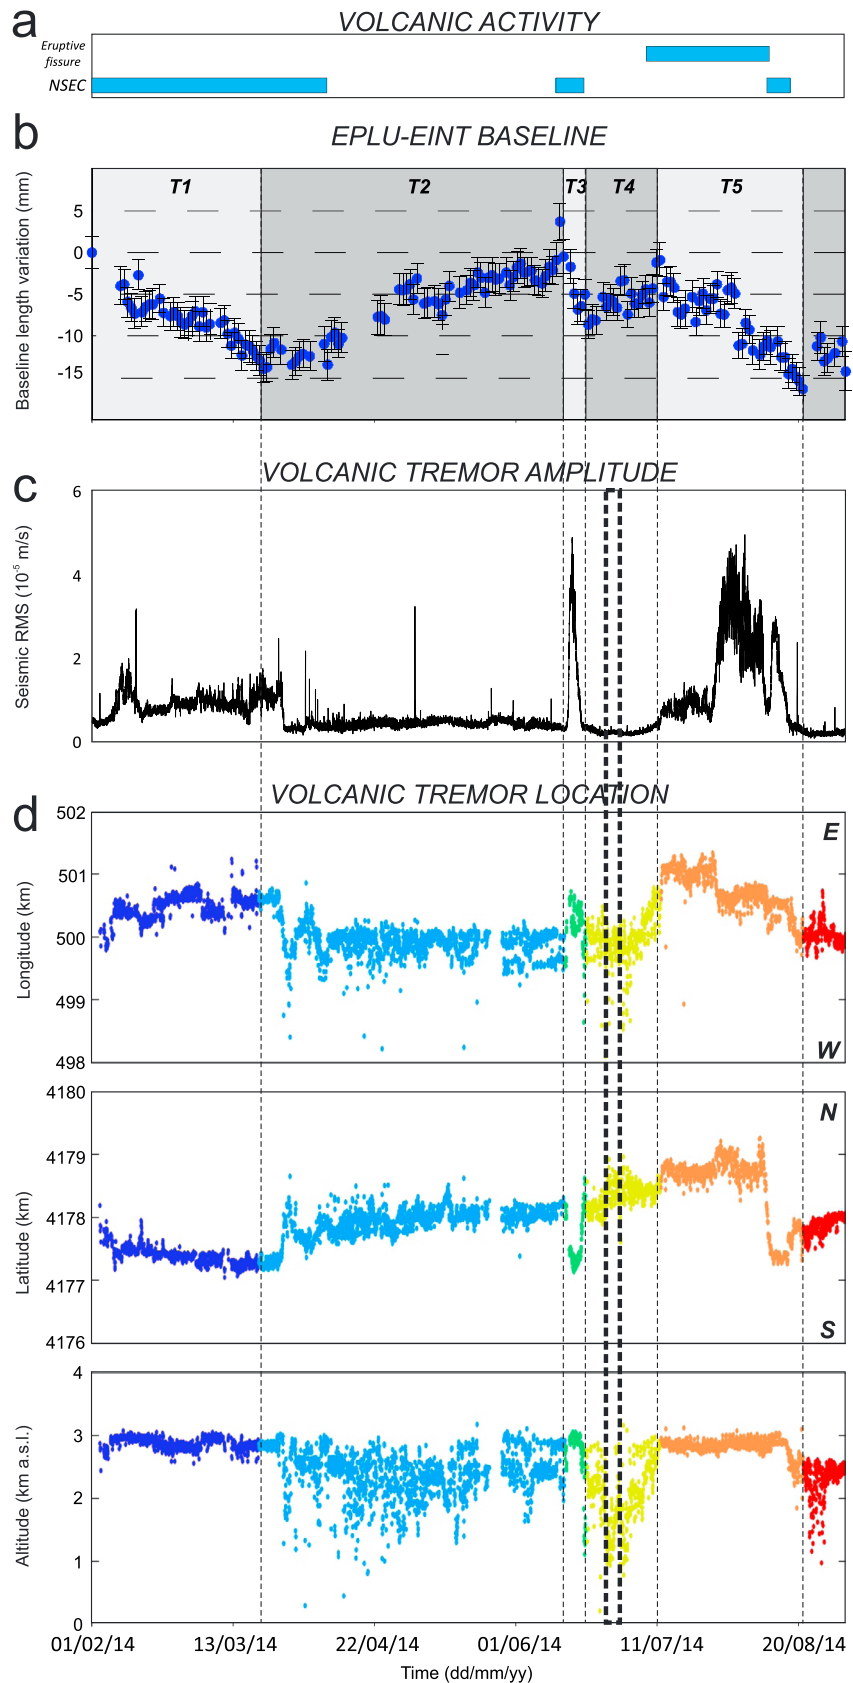 a
VOLCANIC ACTIVITY
Eruptive
fissure
NSEC
b
EPLU-EINT BASELINE
T1
T2
T3
T4
T5
Baseline length variation (mm)
5
0
-5
-10
-15
c
VOLCANIC TREMOR AMPLITUDE
Seismic RMS (10-5 m/s)
6
4
2
0
d
VOLCANIC TREMOR LOCATION
Longitude (km)
502
501
500
499
498
E
W
Latitude (km)
4180
4179
4178
4177
4176
N
S
Altitude (km a.s.l.)
4
3
2
1
0
01/02/14
13/03/14
22/04/14
01/06/14
11/07/14
20/08/14
Time (dd/mm/yy)